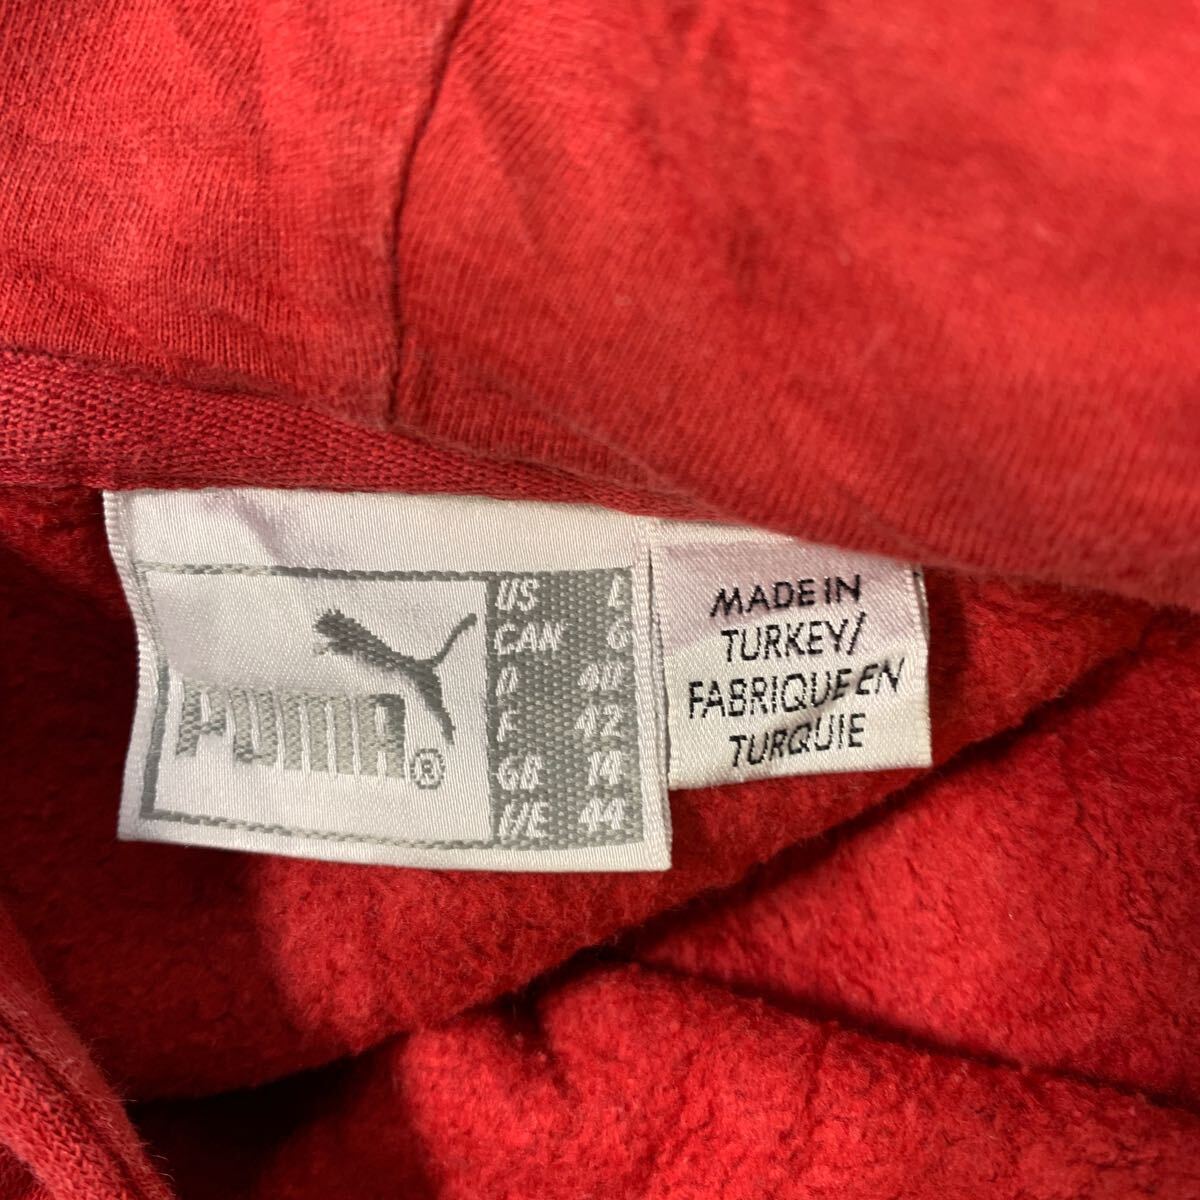 PUMA®
US L
CAN G
D 40
F 42
GB 14
I/E 44
MADE IN
TURKEY/
FABRIQUE EN
TURQUIE